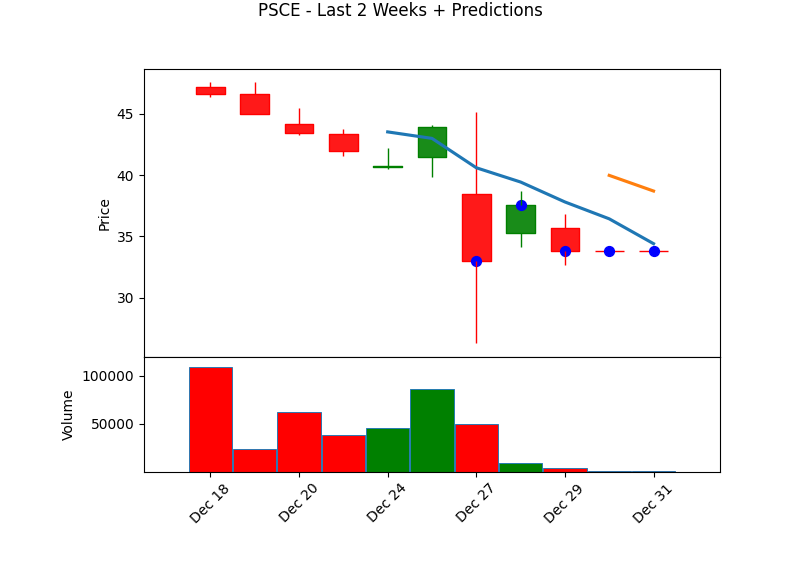 PSCE - Last 2 Weeks + Predictions
45
40
35
30
Price
100000
50000
Volume
Dec 18
Dec 20
Dec 24
Dec 27
Dec 29
Dec 31